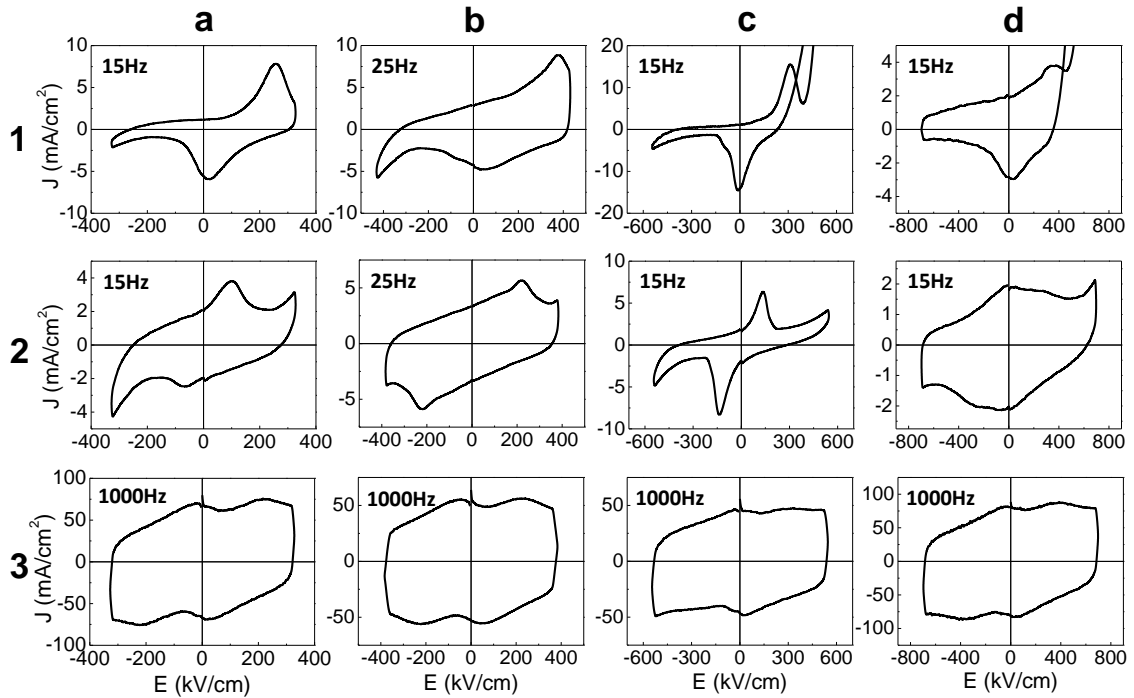 a b c d
1
15Hz 25Hz 15Hz 15Hz
J (mA/cm²)
10 5 0 -5 -10
-400 -200 0 200 400
10 5 0 -5 -10
-400 -200 0 200 400
20 10 0 -10 -20
-600 -300 0 300 600
4 2 0 -2 -4
-800 -400 0 400 800
2
15Hz 25Hz 15Hz 15Hz
J (mA/cm²)
4 2 0 -2 -4
-400 -200 0 200 400
5 0 -5
-400 -200 0 200 400
10 5 0 -5 -10
-600 -300 0 300 600
2 1 0 -1 -2
-800 -400 0 400 800
3
1000Hz 1000Hz 1000Hz 1000Hz
J (mA/cm²)
100 50 0 -50 -100
-400 -200 0 200 400
50 0 -50
-400 -200 0 200 400
50 0 -50
-600 -300 0 300 600
100 50 0 -50 -100
-800 -400 0 400 800
E (kV/cm) E (kV/cm) E (kV/cm) E (kV/cm)